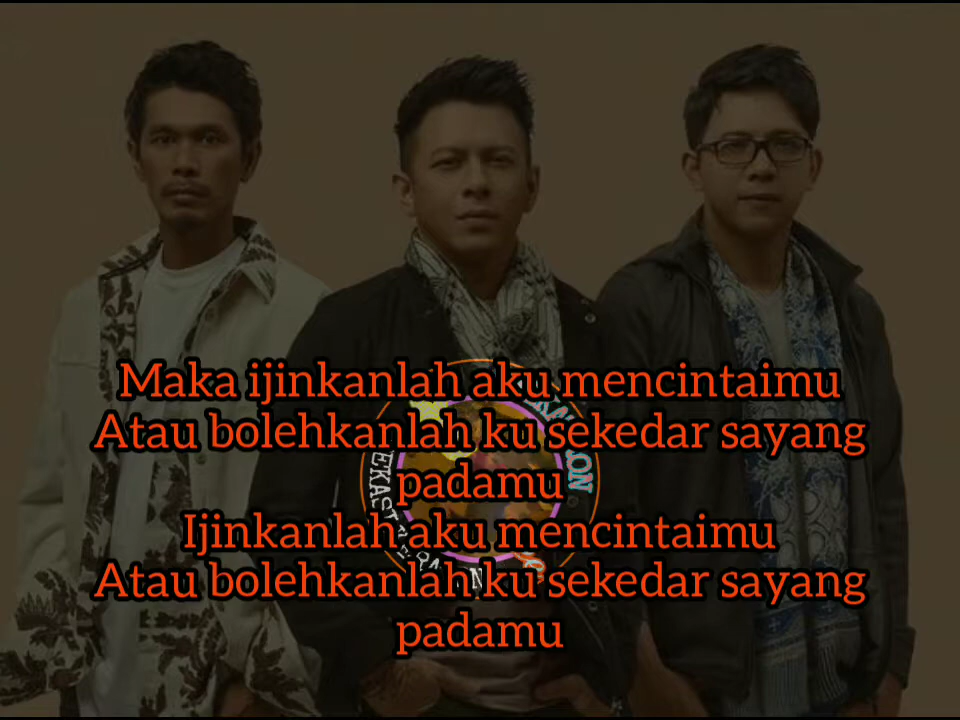 Maka ijinkanlah aku mencintaimu
Atau bolehkanlah ku sekedar sayang
padamu
Ijinkanlah aku mencintaimu
Atau bolehkanlah ku sekedar sayang
padamu